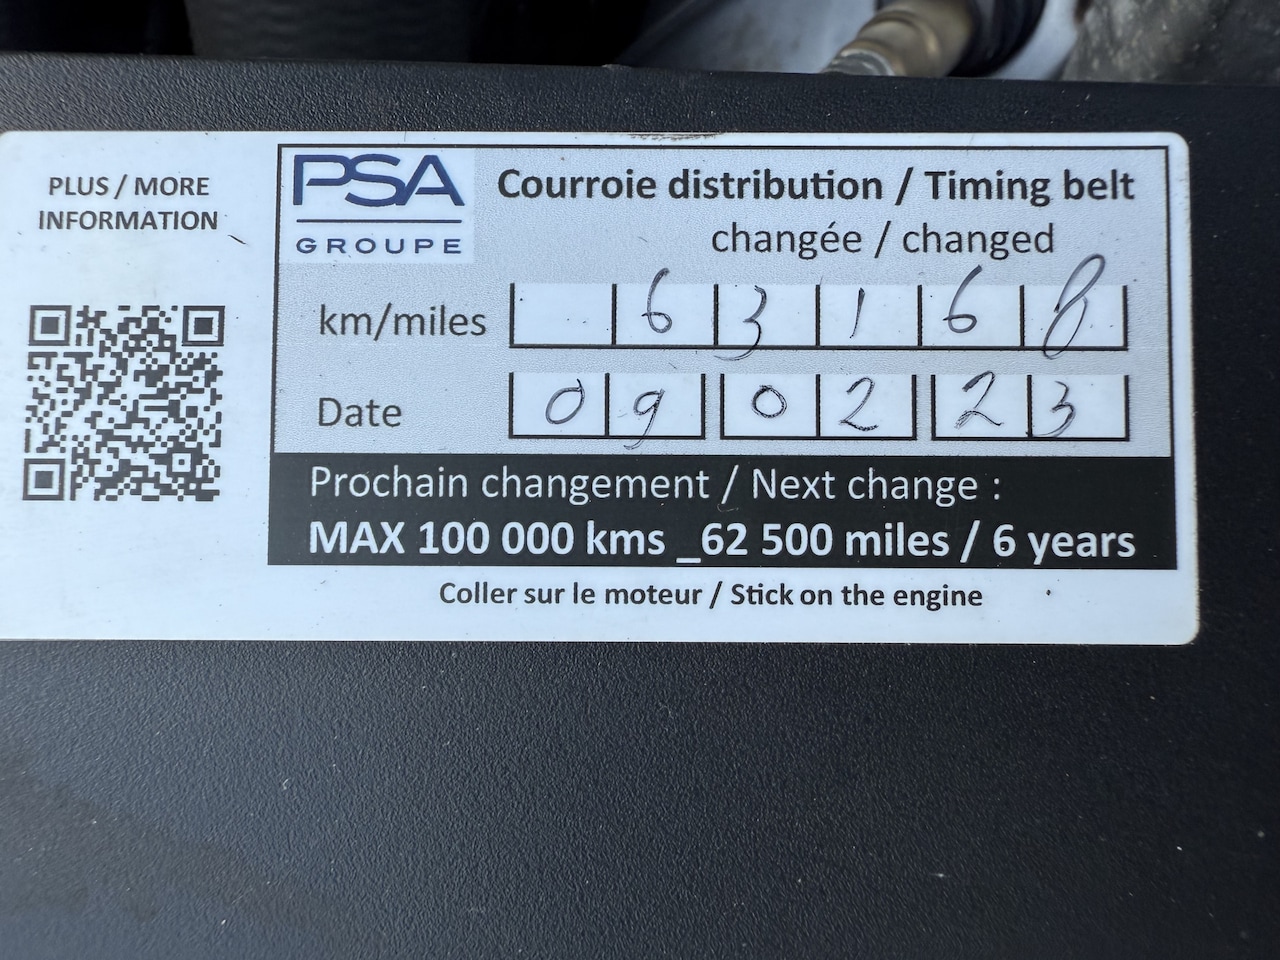 PLUS / MORE
INFORMATION
PSA
GROUPE
Courroie distribution / Timing belt
changée / changed
km/miles 6 3 1 6 8
Date 0 9 0 2 2 3
Prochain changement / Next change :
MAX 100 000 kms _62 500 miles / 6 years
Coller sur le moteur / Stick on the engine